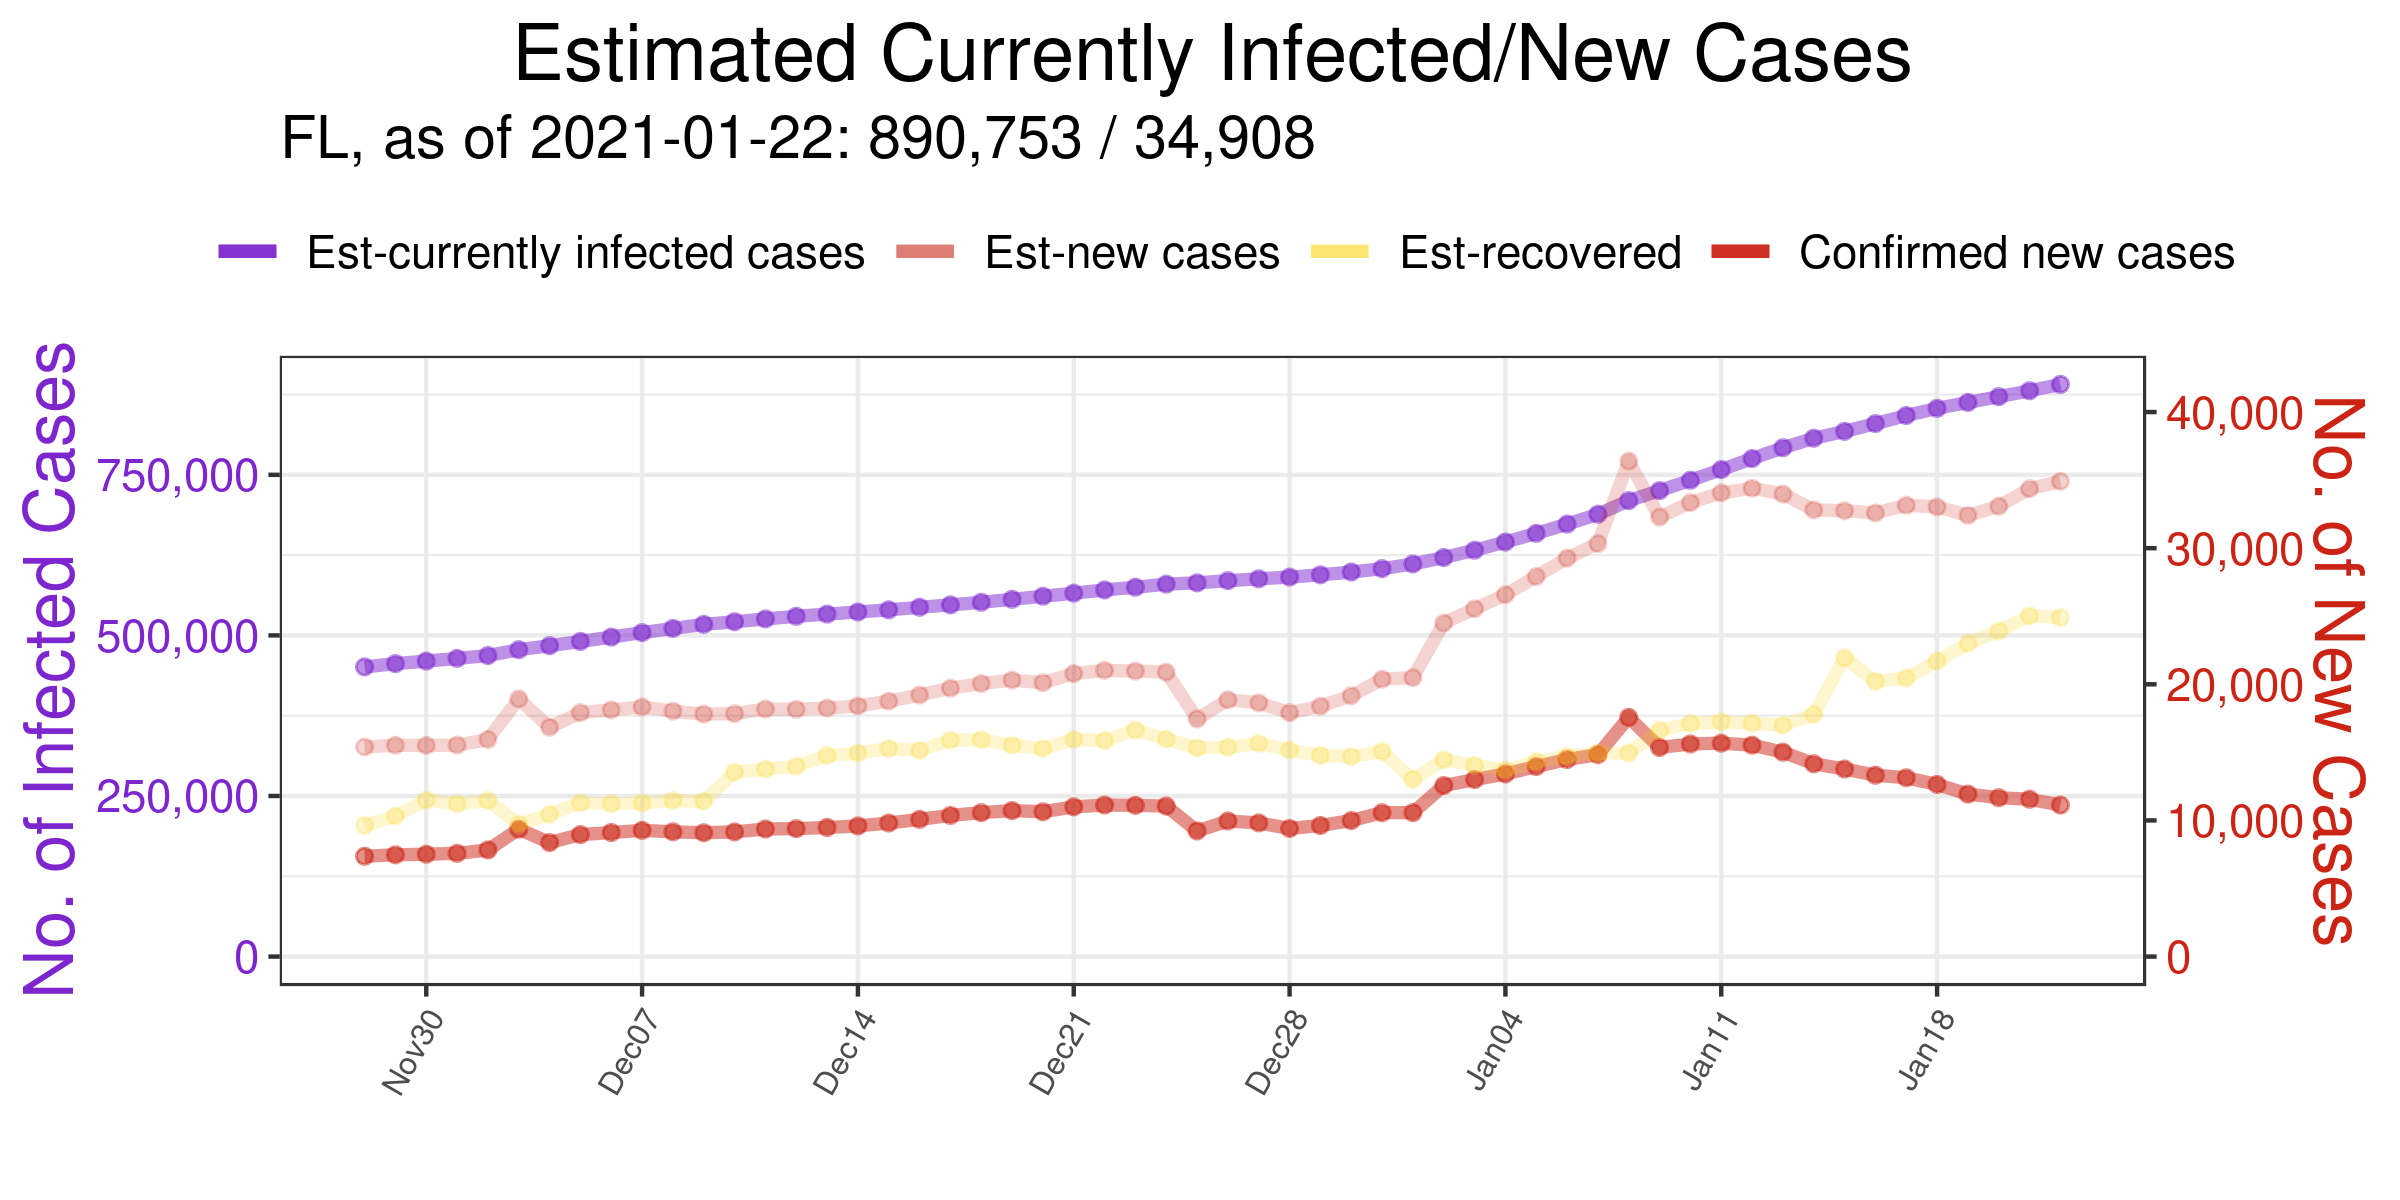 Estimated Currently Infected/New Cases
FL, as of 2021-01-22: 890,753 / 34,908
Est-currently infected cases Est-new cases Est-recovered Confirmed new cases
No. of Infected Cases
750,000
500,000
250,000
0
40,000
30,000
20,000
10,000
0
No. of New Cases
Nov30 Dec07 Dec14 Dec21 Dec28 Jan04 Jan11 Jan18